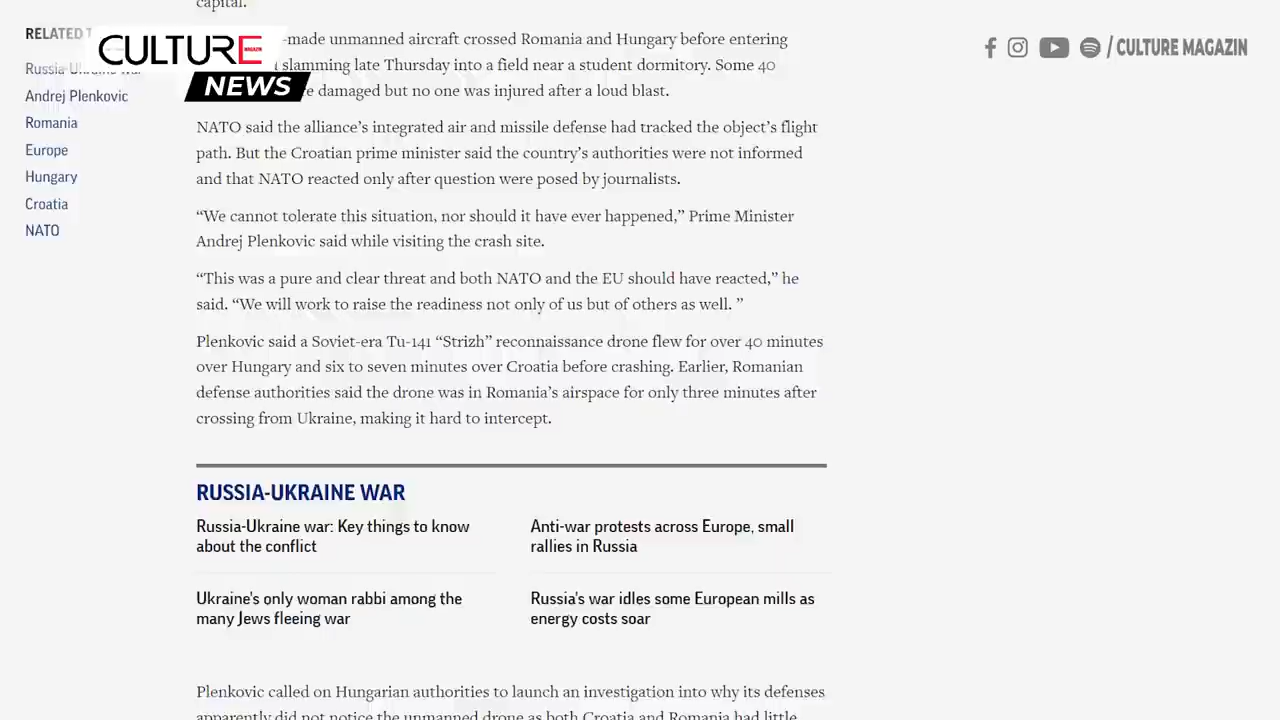 capital.
RELATED
CULTURE
MAGAZIN
NEWS
/ CULTURE MAGAZIN
Andrej Plenkovic
Romania
Europe
Hungary
Croatia
NATO
-made unmanned aircraft crossed Romania and Hungary before entering
slamming late Thursday into a field near a student dormitory. Some 40
damaged but no one was injured after a loud blast.
NATO said the alliance’s integrated air and missile defense had tracked the object’s flight
path. But the Croatian prime minister said the country’s authorities were not informed
and that NATO reacted only after question were posed by journalists.
“We cannot tolerate this situation, nor should it have ever happened,” Prime Minister
Andrej Plenkovic said while visiting the crash site.
“This was a pure and clear threat and both NATO and the EU should have reacted,” he
said. “We will work to raise the readiness not only of us but of others as well. ”
Plenkovic said a Soviet-era Tu-141 “Strizh” reconnaissance drone flew for over 40 minutes
over Hungary and six to seven minutes over Croatia before crashing. Earlier, Romanian
defense authorities said the drone was in Romania’s airspace for only three minutes after
crossing from Ukraine, making it hard to intercept.
RUSSIA-UKRAINE WAR
Russia-Ukraine war: Key things to know
about the conflict
Anti-war protests across Europe, small
rallies in Russia
Ukraine's only woman rabbi among the
many Jews fleeing war
Russia's war idles some European mills as
energy costs soar
Plenkovic called on Hungarian authorities to launch an investigation into why its defenses
apparently did not notice the unmanned drone as both Croatia and Romania had little